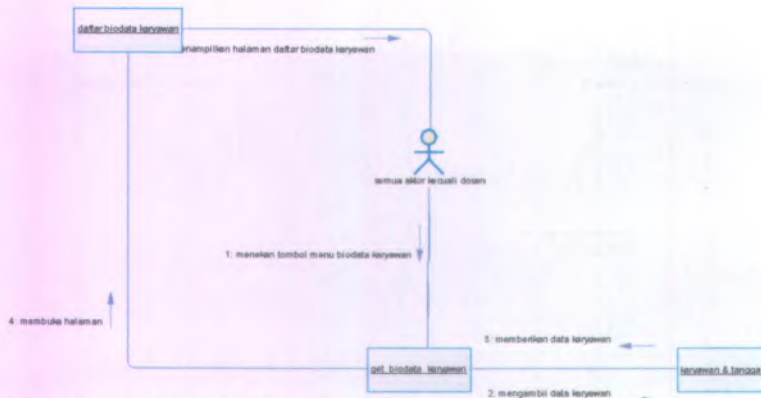 daftar biodata karyawan
enampilkan halaman daftar biodata karyawan
semua aktor kecuali dosen
1: menekan tombol menu biodata karyawan
4: membuka halaman
3: memberikan data karyawan
get_biodata_karyawan
karyawan & tangga
2: mengambil data karyawan